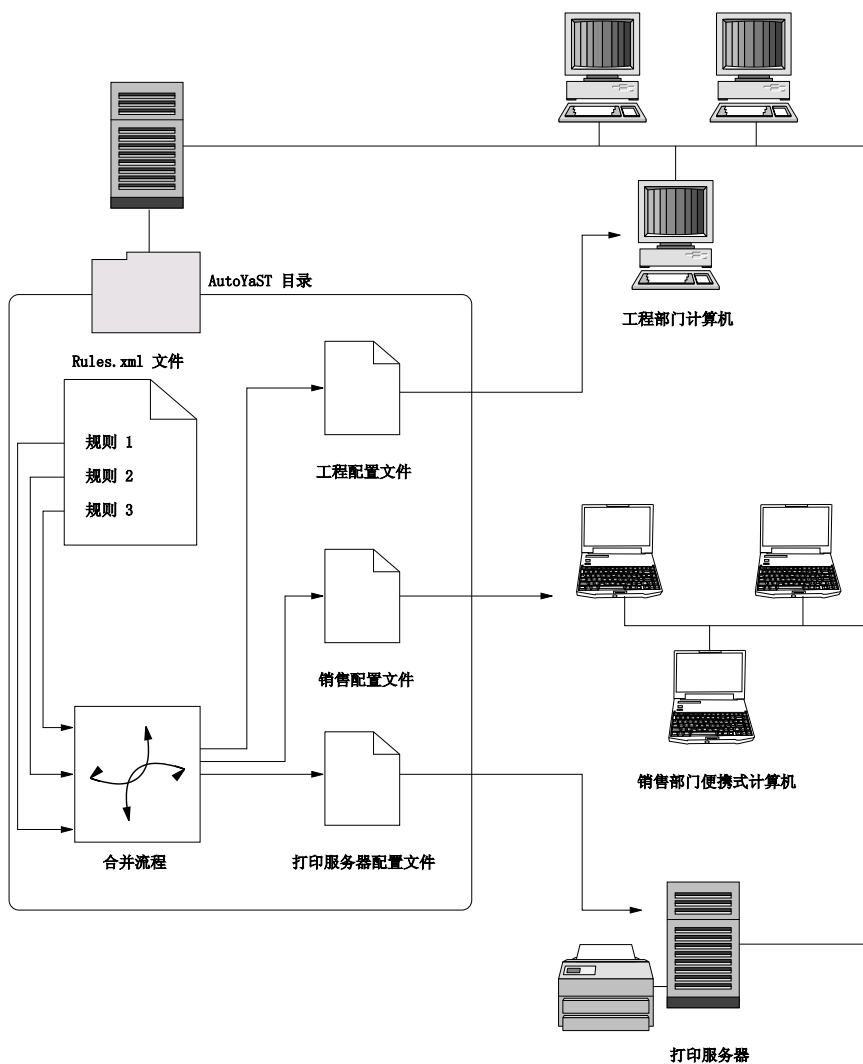 AutoYaST 目录
工程部门计算机
Rules.xml 文件
规则 1
规则 2
规则 3
工程配置文件
销售配置文件
销售部门便携式计算机
合并流程
打印服务器配置文件
打印服务器